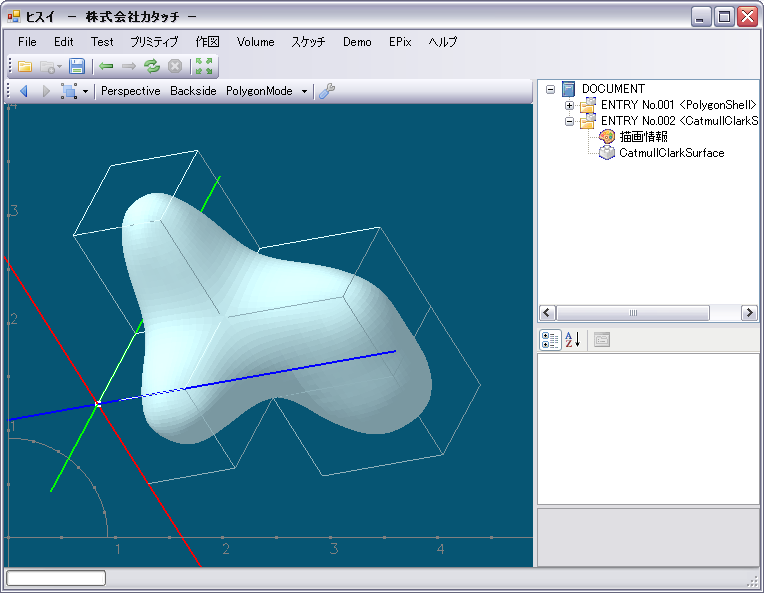 ヒスイ － 株式会社カタッチ －
File Edit Test プリミティブ 作図 Volume スケッチ Demo EPix ヘルプ
Perspective Backside PolygonMode
DOCUMENT
ENTRY No.001 <PolygonShell>
ENTRY No.002 <CatmullClarkS
描画情報
CatmullClarkSurface
A
Z
4
3
2
1
1 2 3 4